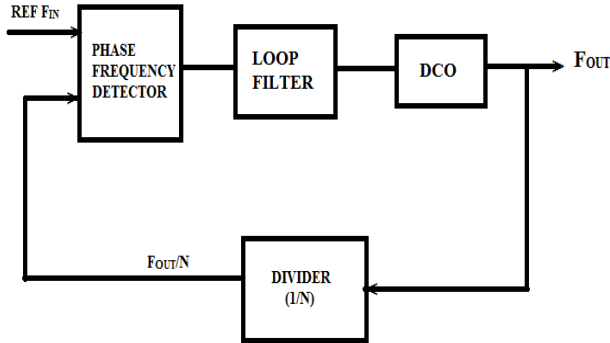 REF FIN
PHASE
FREQUENCY
DETECTOR
LOOP
FILTER
DCO
FOUT
FOUT/N
DIVIDER
(1/N)